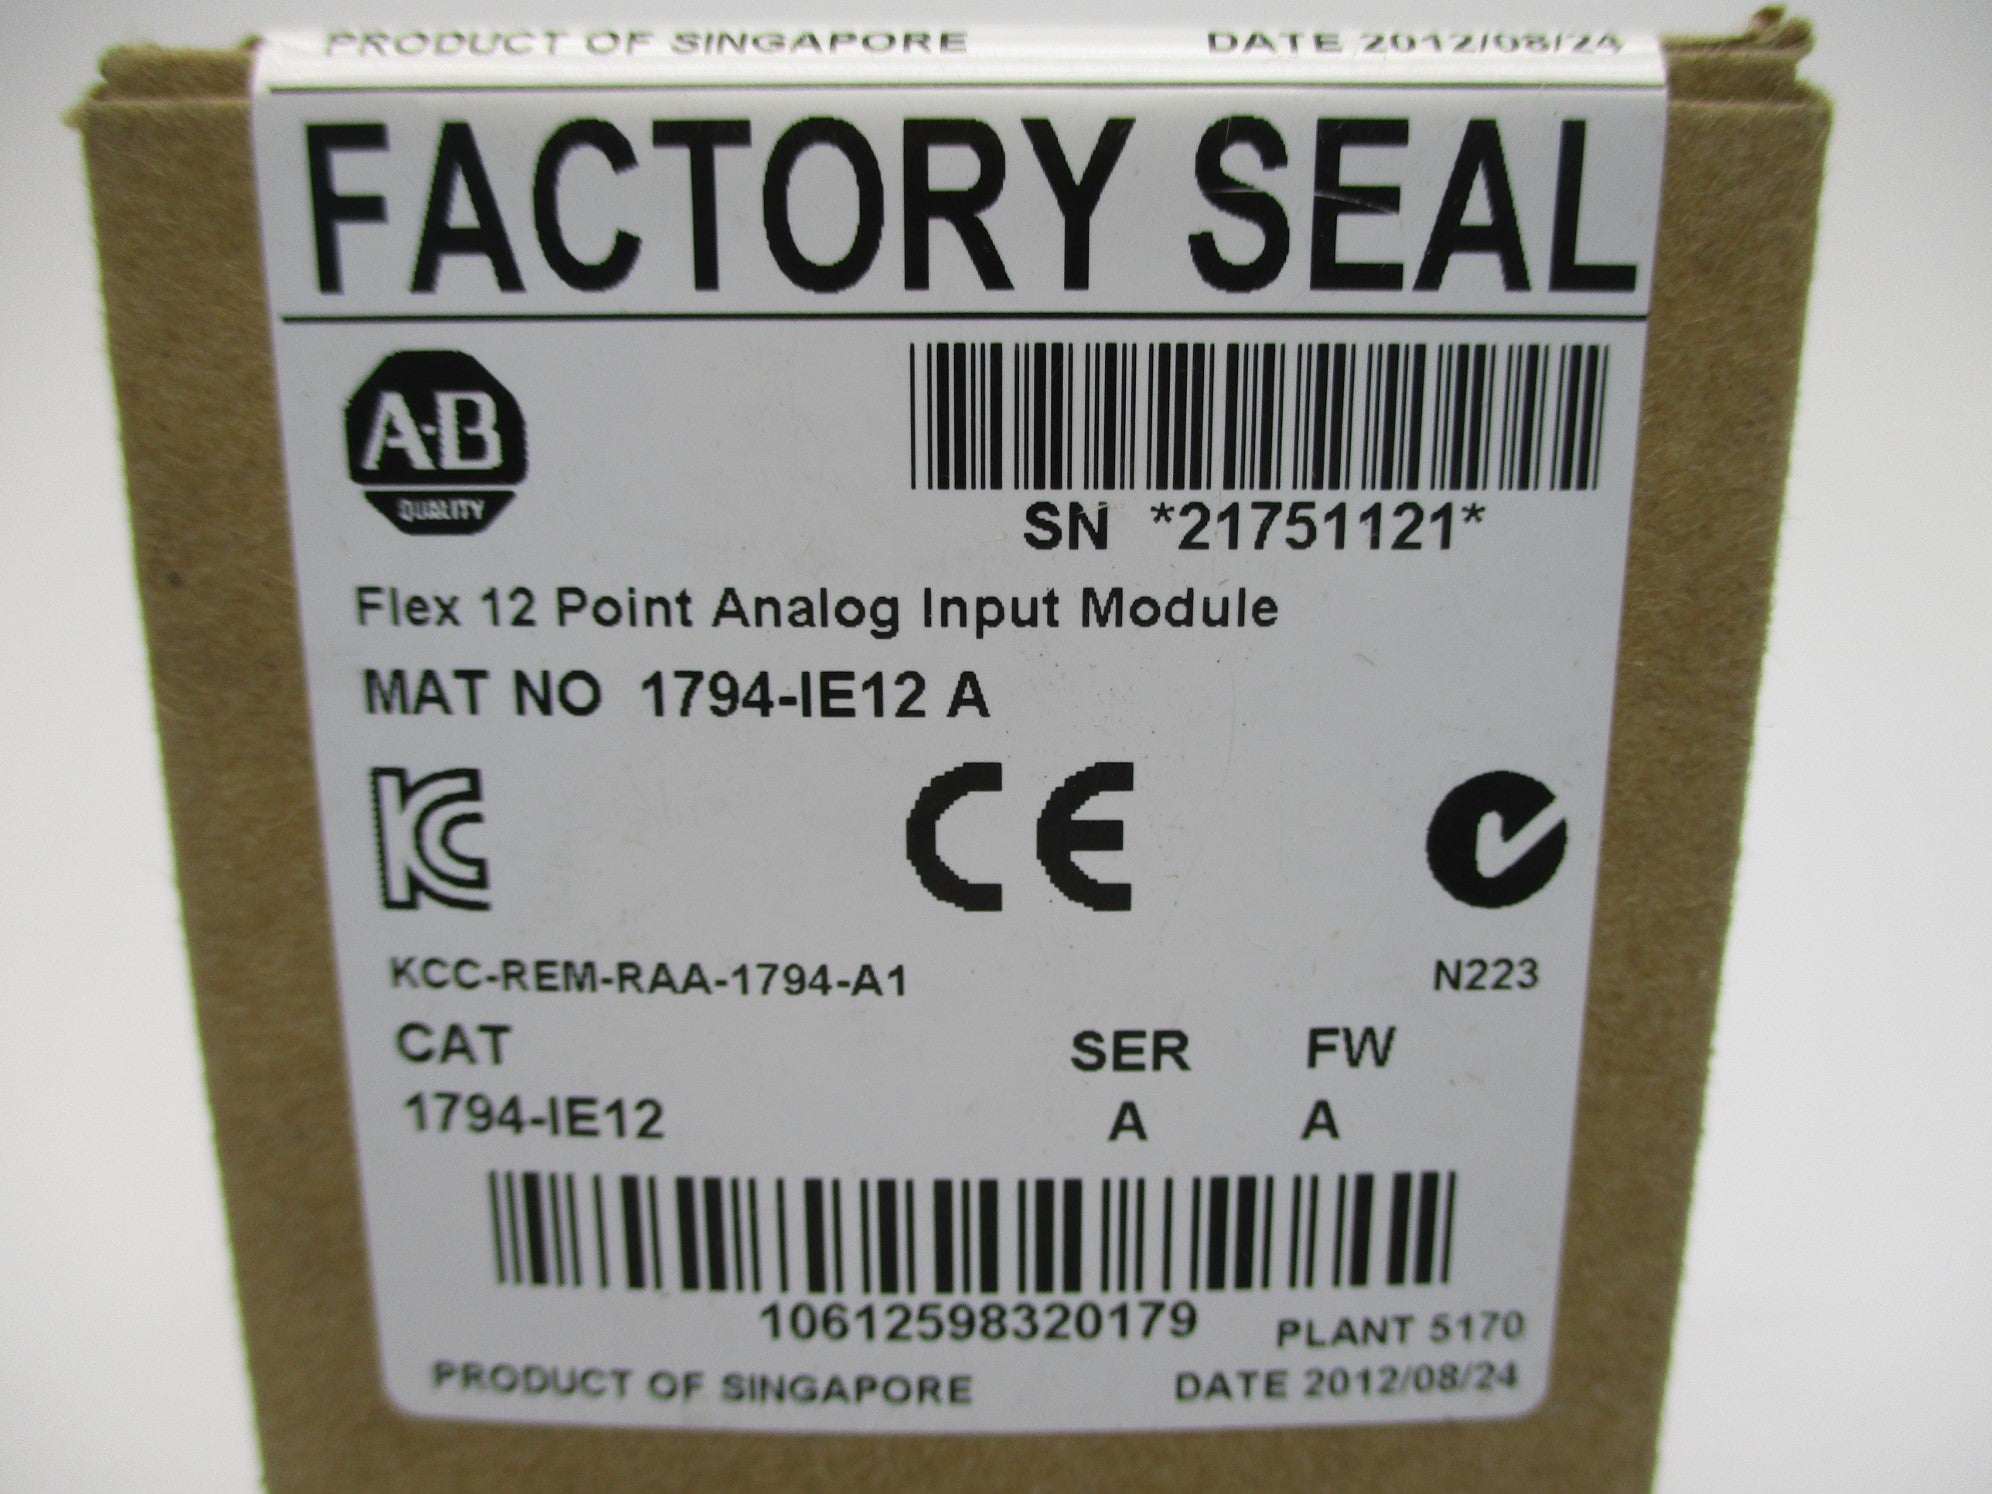 PRODUCT OF SINGAPORE DATE 2012/08/24
FACTORY SEAL
A-B
QUALITY
SN *21751121*
Flex 12 Point Analog Input Module
MAT NO 1794-IE12 A
KC CE
KCC-REM-RAA-1794-A1 N223
CAT SER FW
1794-IE12 A A
10612598320179 PLANT 5170
PRODUCT OF SINGAPORE DATE 2012/08/24